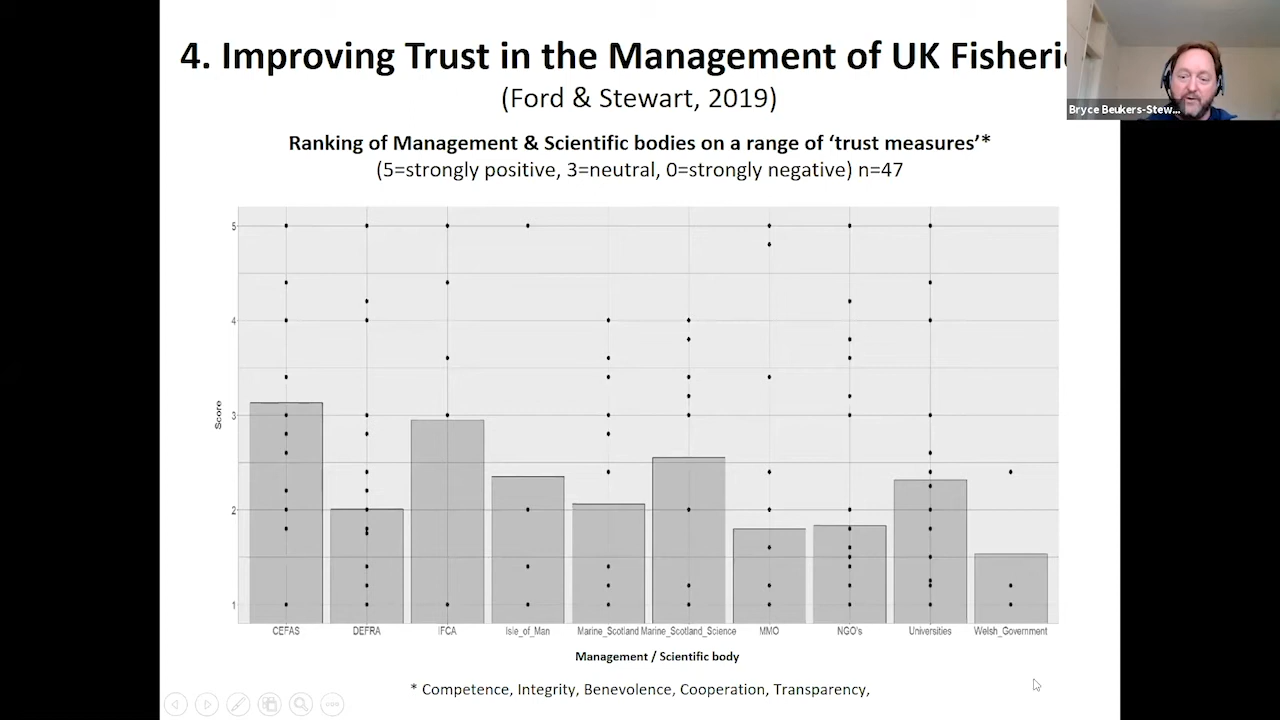 4. Improving Trust in the Management of UK Fisheri
(Ford & Stewart, 2019)
Bryce Beukers-Stew...
Ranking of Management & Scientific bodies on a range of ‘trust measures’*
(5=strongly positive, 3=neutral, 0=strongly negative) n=47
5
4
3
2
1
Score
CEFAS DEFRA IFCA Isle_of_Man Marine_Scotland Marine_Scotland_Science MMO NGO's Universities Welsh_Government
Management / Scientific body
* Competence, Integrity, Benevolence, Cooperation, Transparency,